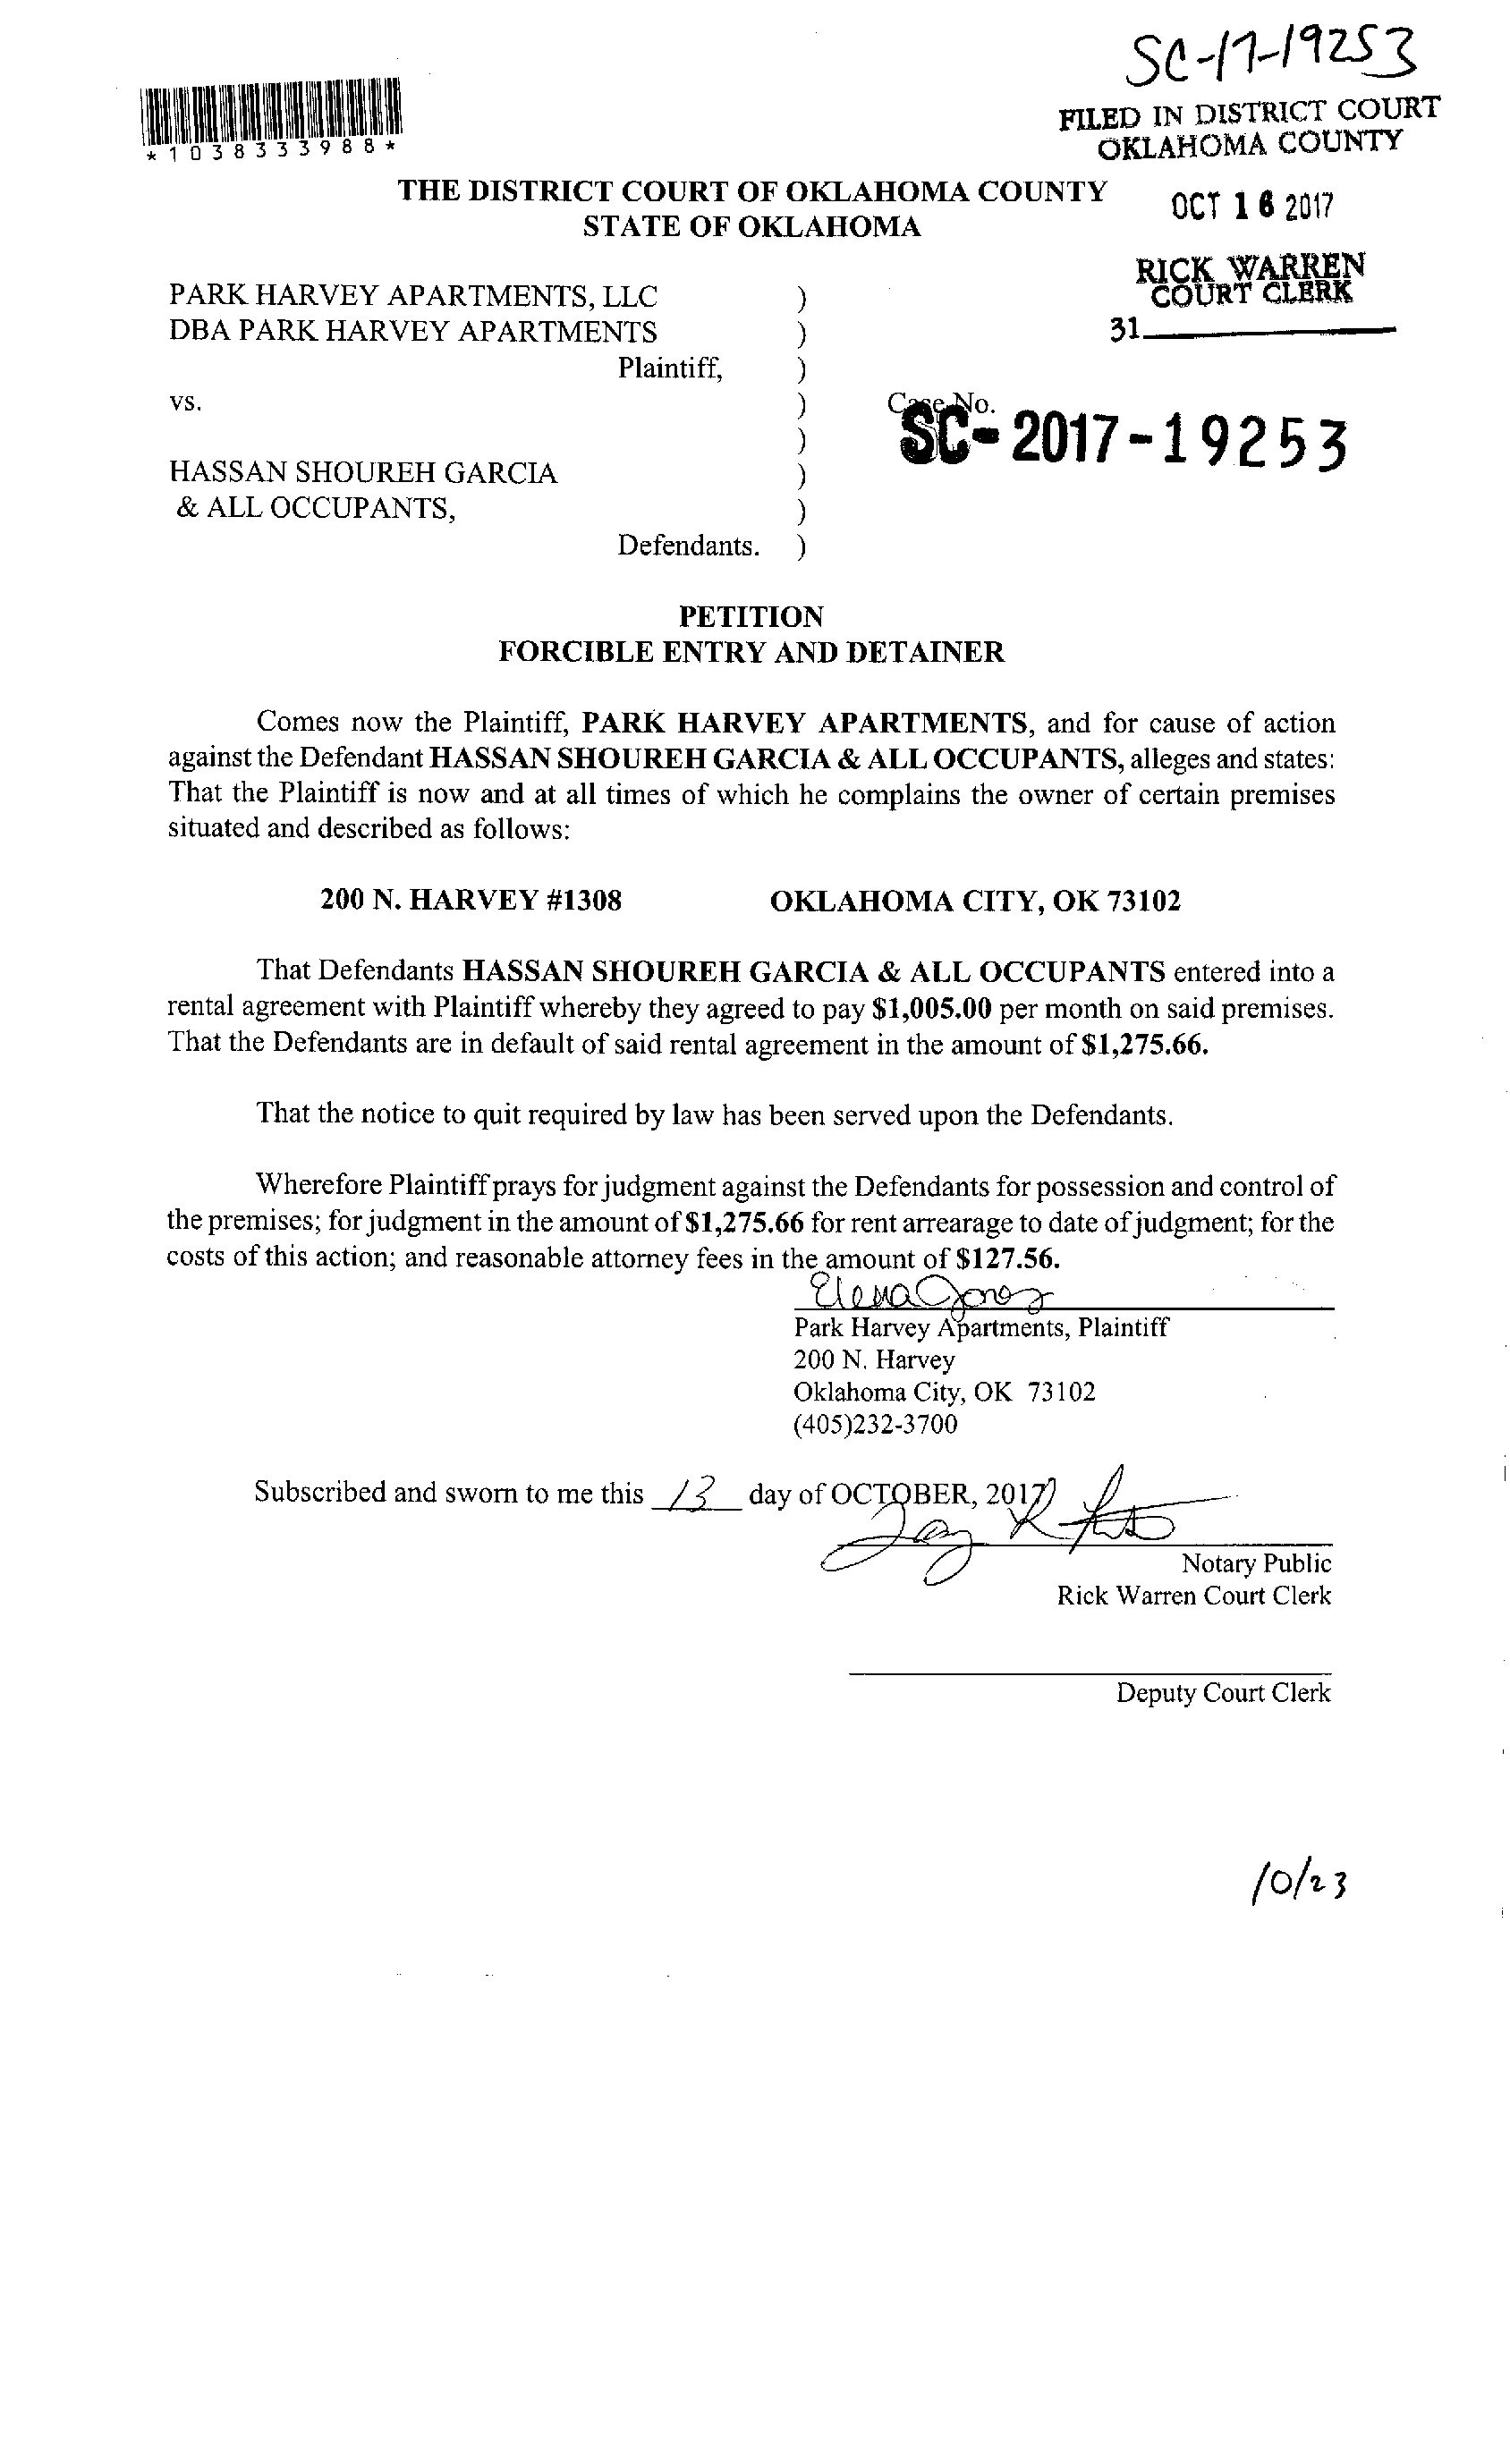 SC-17-19253
*1038333988*
FILED IN DISTRICT COURT
OKLAHOMA COUNTY
THE DISTRICT COURT OF OKLAHOMA COUNTY
STATE OF OKLAHOMA
OCT 16 2017
RICK WARREN
COURT CLERK
31
PARK HARVEY APARTMENTS, LLC )
DBA PARK HARVEY APARTMENTS )
Plaintiff, )
vs. )
Case No.
SC-2017-19253
)
HASSAN SHOUREH GARCIA )
& ALL OCCUPANTS, )
Defendants. )
PETITION
FORCIBLE ENTRY AND DETAINER
Comes now the Plaintiff, PARK HARVEY APARTMENTS, and for cause of action
against the Defendant HASSAN SHOUREH GARCIA & ALL OCCUPANTS, alleges and states:
That the Plaintiff is now and at all times of which he complains the owner of certain premises
situated and described as follows:
200 N. HARVEY #1308 OKLAHOMA CITY, OK 73102
That Defendants HASSAN SHOUREH GARCIA & ALL OCCUPANTS entered into a
rental agreement with Plaintiff whereby they agreed to pay $1,005.00 per month on said premises.
That the Defendants are in default of said rental agreement in the amount of $1,275.66.
That the notice to quit required by law has been served upon the Defendants.
Wherefore Plaintiff prays for judgment against the Defendants for possession and control of
the premises; for judgment in the amount of $1,275.66 for rent arrearage to date of judgment; for the
costs of this action; and reasonable attorney fees in the amount of $127.56.
Elena Jones
Park Harvey Apartments, Plaintiff
200 N. Harvey
Oklahoma City, OK 73102
(405)232-3700
Subscribed and sworn to me this 13 day of OCTOBER, 2017
Notary Public
Rick Warren Court Clerk
Deputy Court Clerk
10/23